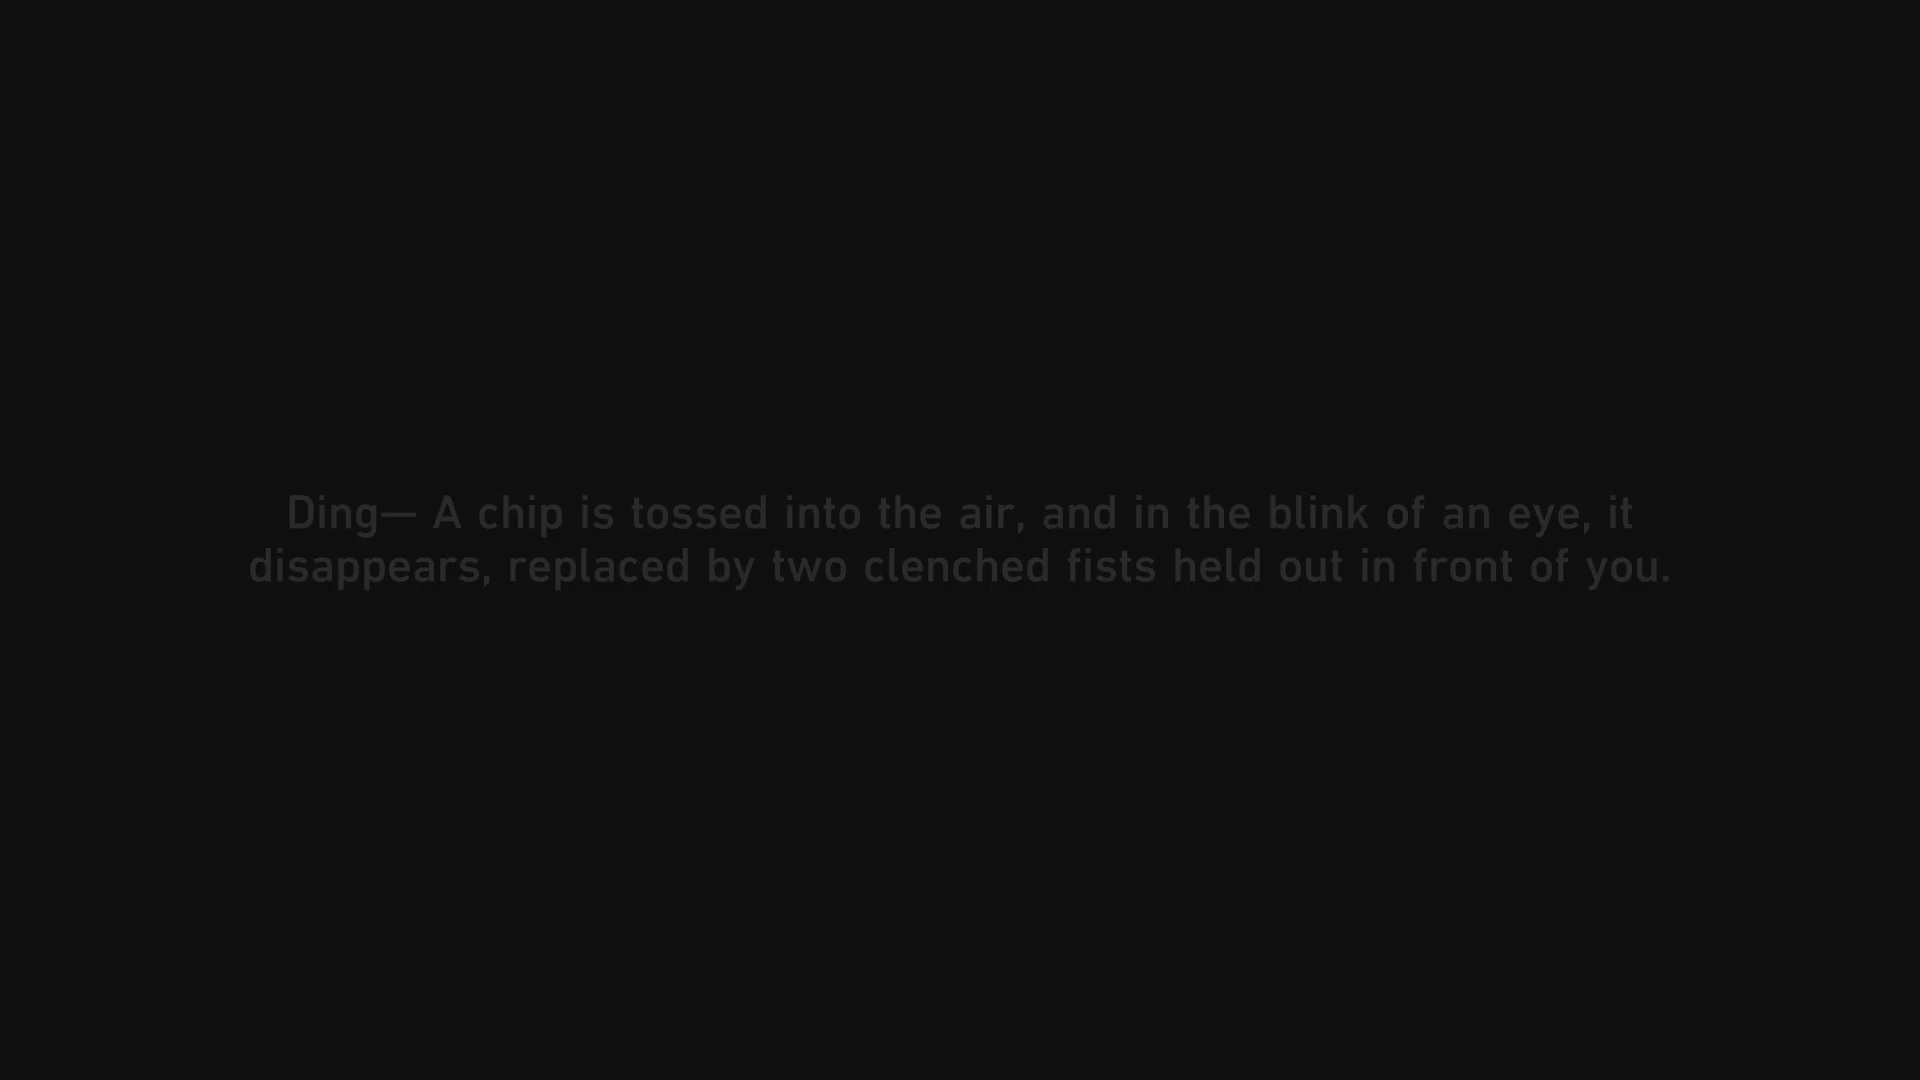 Ding— A chip is tossed into the air, and in the blink of an eye, it
disappears, replaced by two clenched fists held out in front of you.